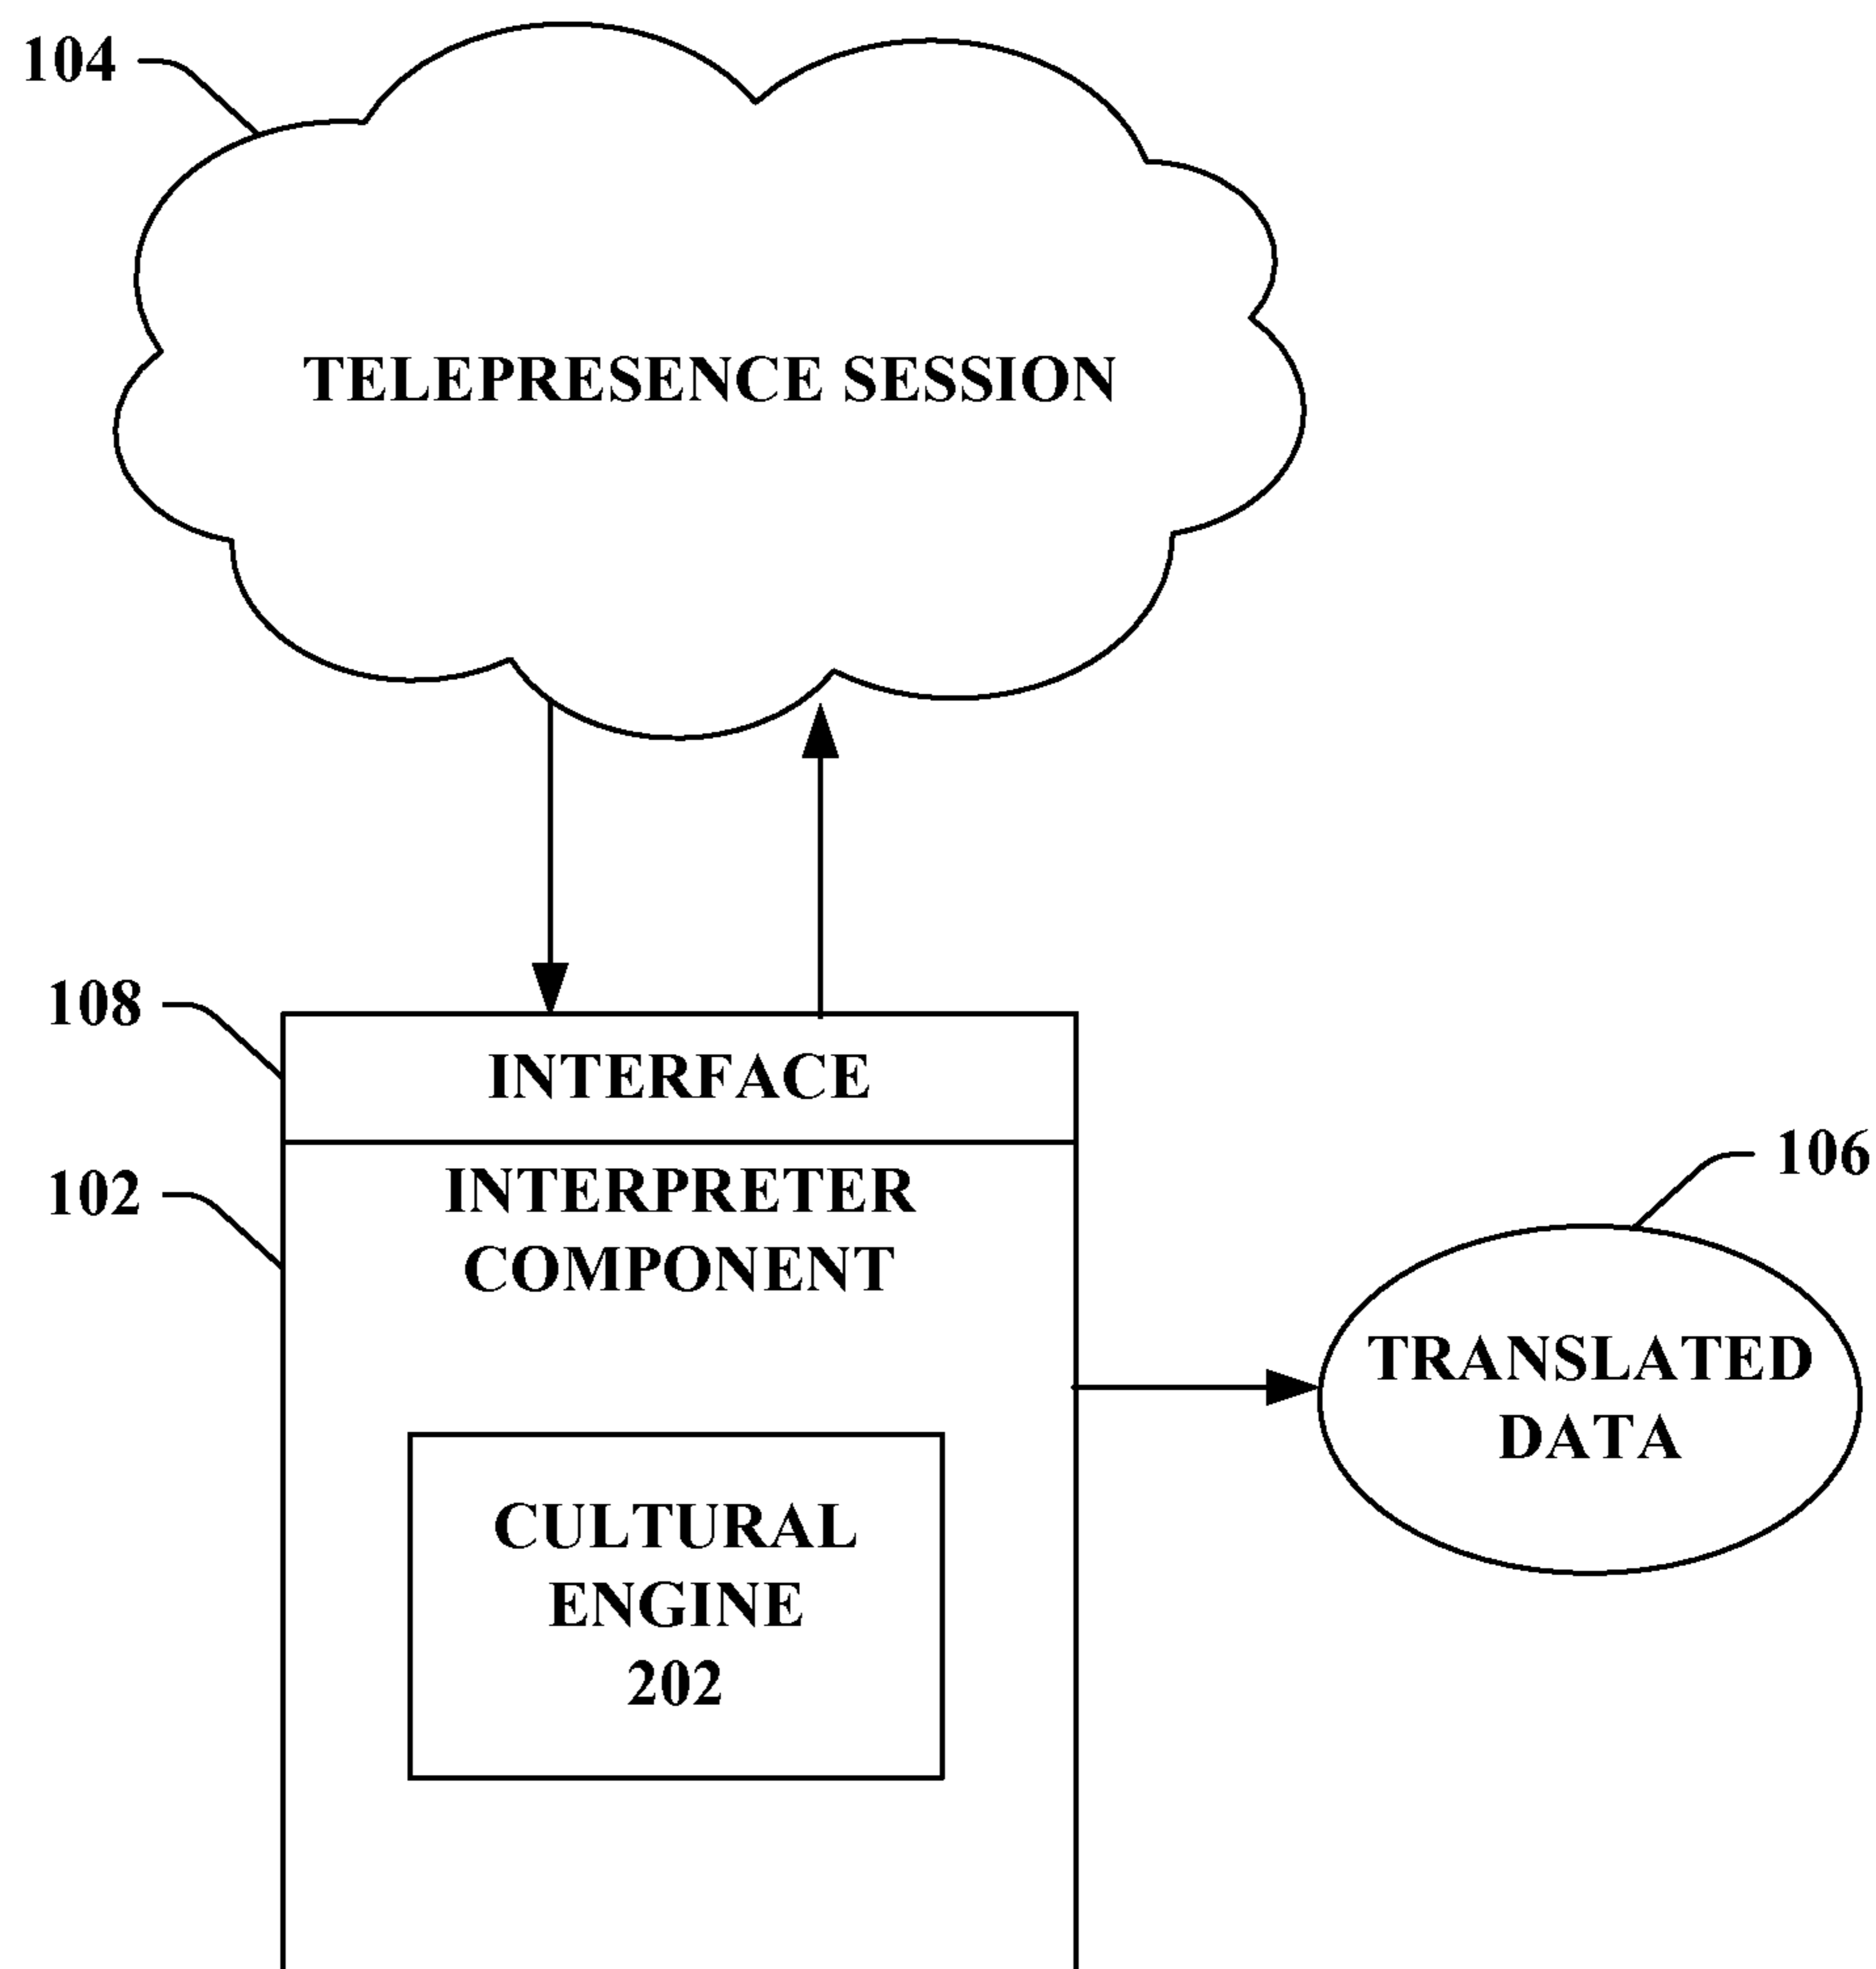 104
TELEPRESENCE SESSION
108
INTERFACE
102
INTERPRETER
COMPONENT
106
TRANSLATED
DATA
CULTURAL
ENGINE
202